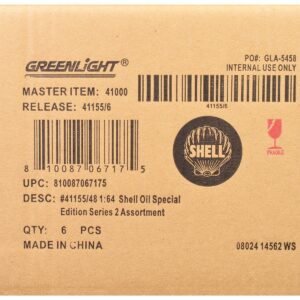 GREENLIGHT®
PO#: GLA-5458
INTERNAL USE ONLY
MASTER ITEM: 41000
RELEASE: 41155/6
41155/6
SHELL
FRAGILE
8 10087 06717 5
UPC: 810087067175
DESC: #41155/48 1:64 Shell Oil Special
Edition Series 2 Assortment
QTY: 6 PCS
MADE IN CHINA
08024 14562 WS